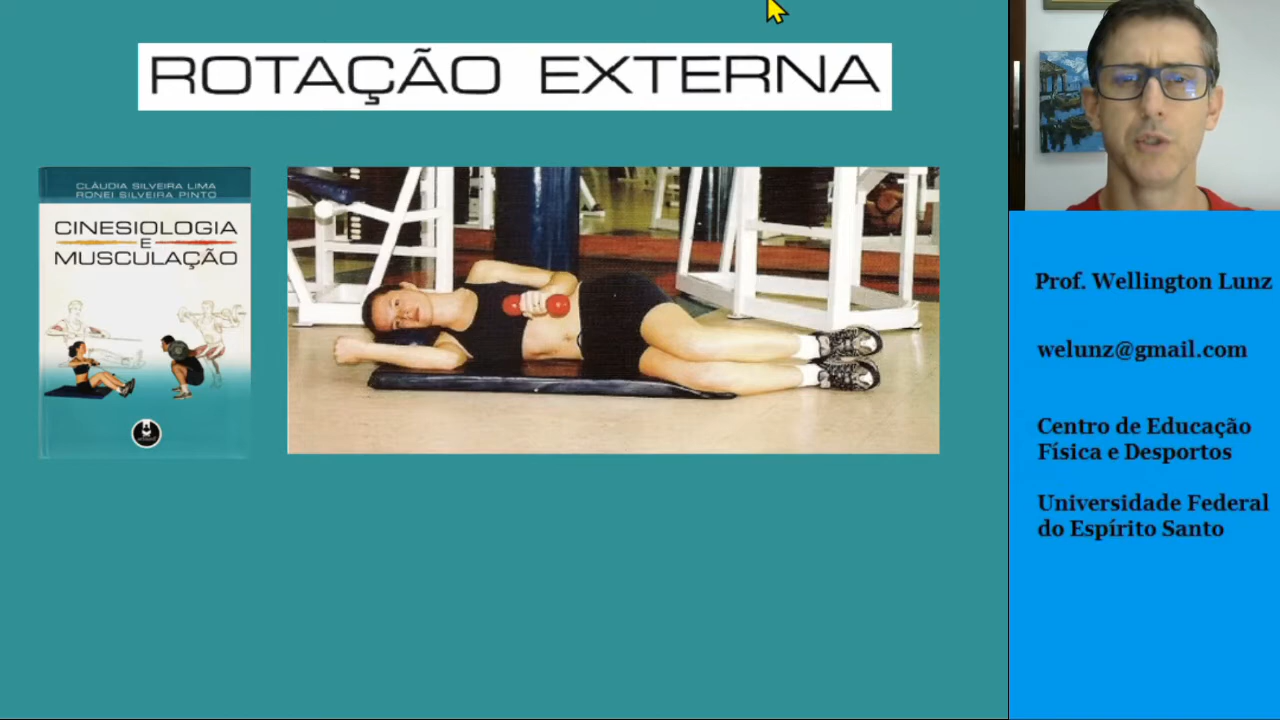 ROTAÇÃO EXTERNA
CLÁUDIA SILVEIRA LIMA
RONEI SILVEIRA PINTO
CINESIOLOGIA
E
MUSCULAÇÃO
Prof. Wellington Lunz
welunz@gmail.com
Centro de Educação
Física e Desportos
Universidade Federal
do Espírito Santo